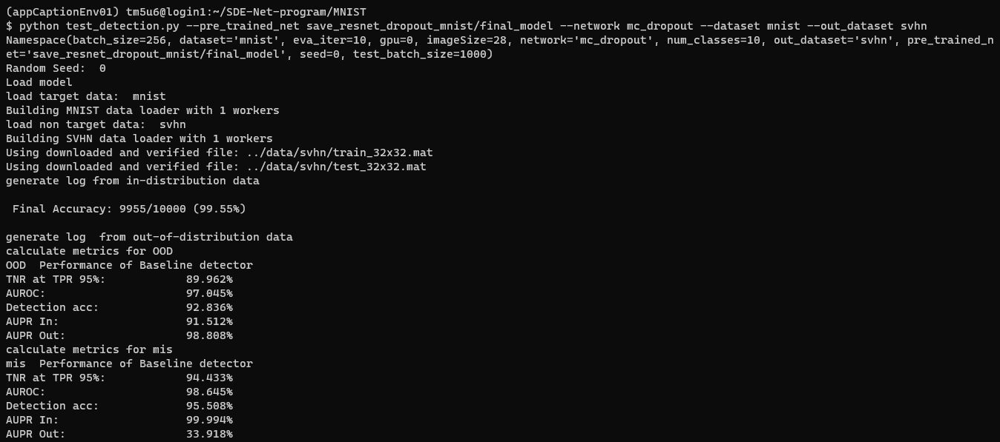 (appCaptionEnv01) tm5u6@login1:~/SDE-Net-program/MNIST
$ python test_detection.py --pre_trained_net save_resnet_dropout_mnist/final_model --network mc_dropout --dataset mnist --out_dataset svhn
Namespace(batch_size=256, dataset='mnist', eva_iter=10, gpu=0, imageSize=28, network='mc_dropout', num_classes=10, out_dataset='svhn', pre_trained_n
et='save_resnet_dropout_mnist/final_model', seed=0, test_batch_size=1000)
Random Seed:  0
Load model
load target data:  mnist
Building MNIST data loader with 1 workers
load non target data:  svhn
Building SVHN data loader with 1 workers
Using downloaded and verified file: ../data/svhn/train_32x32.mat
Using downloaded and verified file: ../data/svhn/test_32x32.mat
generate log from in-distribution data
 Final Accuracy: 9955/10000 (99.55%)
generate log  from out-of-distribution data
calculate metrics for OOD
OOD  Performance of Baseline detector
TNR at TPR 95%:            89.962%
AUROC:                     97.045%
Detection acc:             92.836%
AUPR In:                   91.512%
AUPR Out:                  98.808%
calculate metrics for mis
mis  Performance of Baseline detector
TNR at TPR 95%:            94.433%
AUROC:                     98.645%
Detection acc:             95.508%
AUPR In:                   99.994%
AUPR Out:                  33.918%